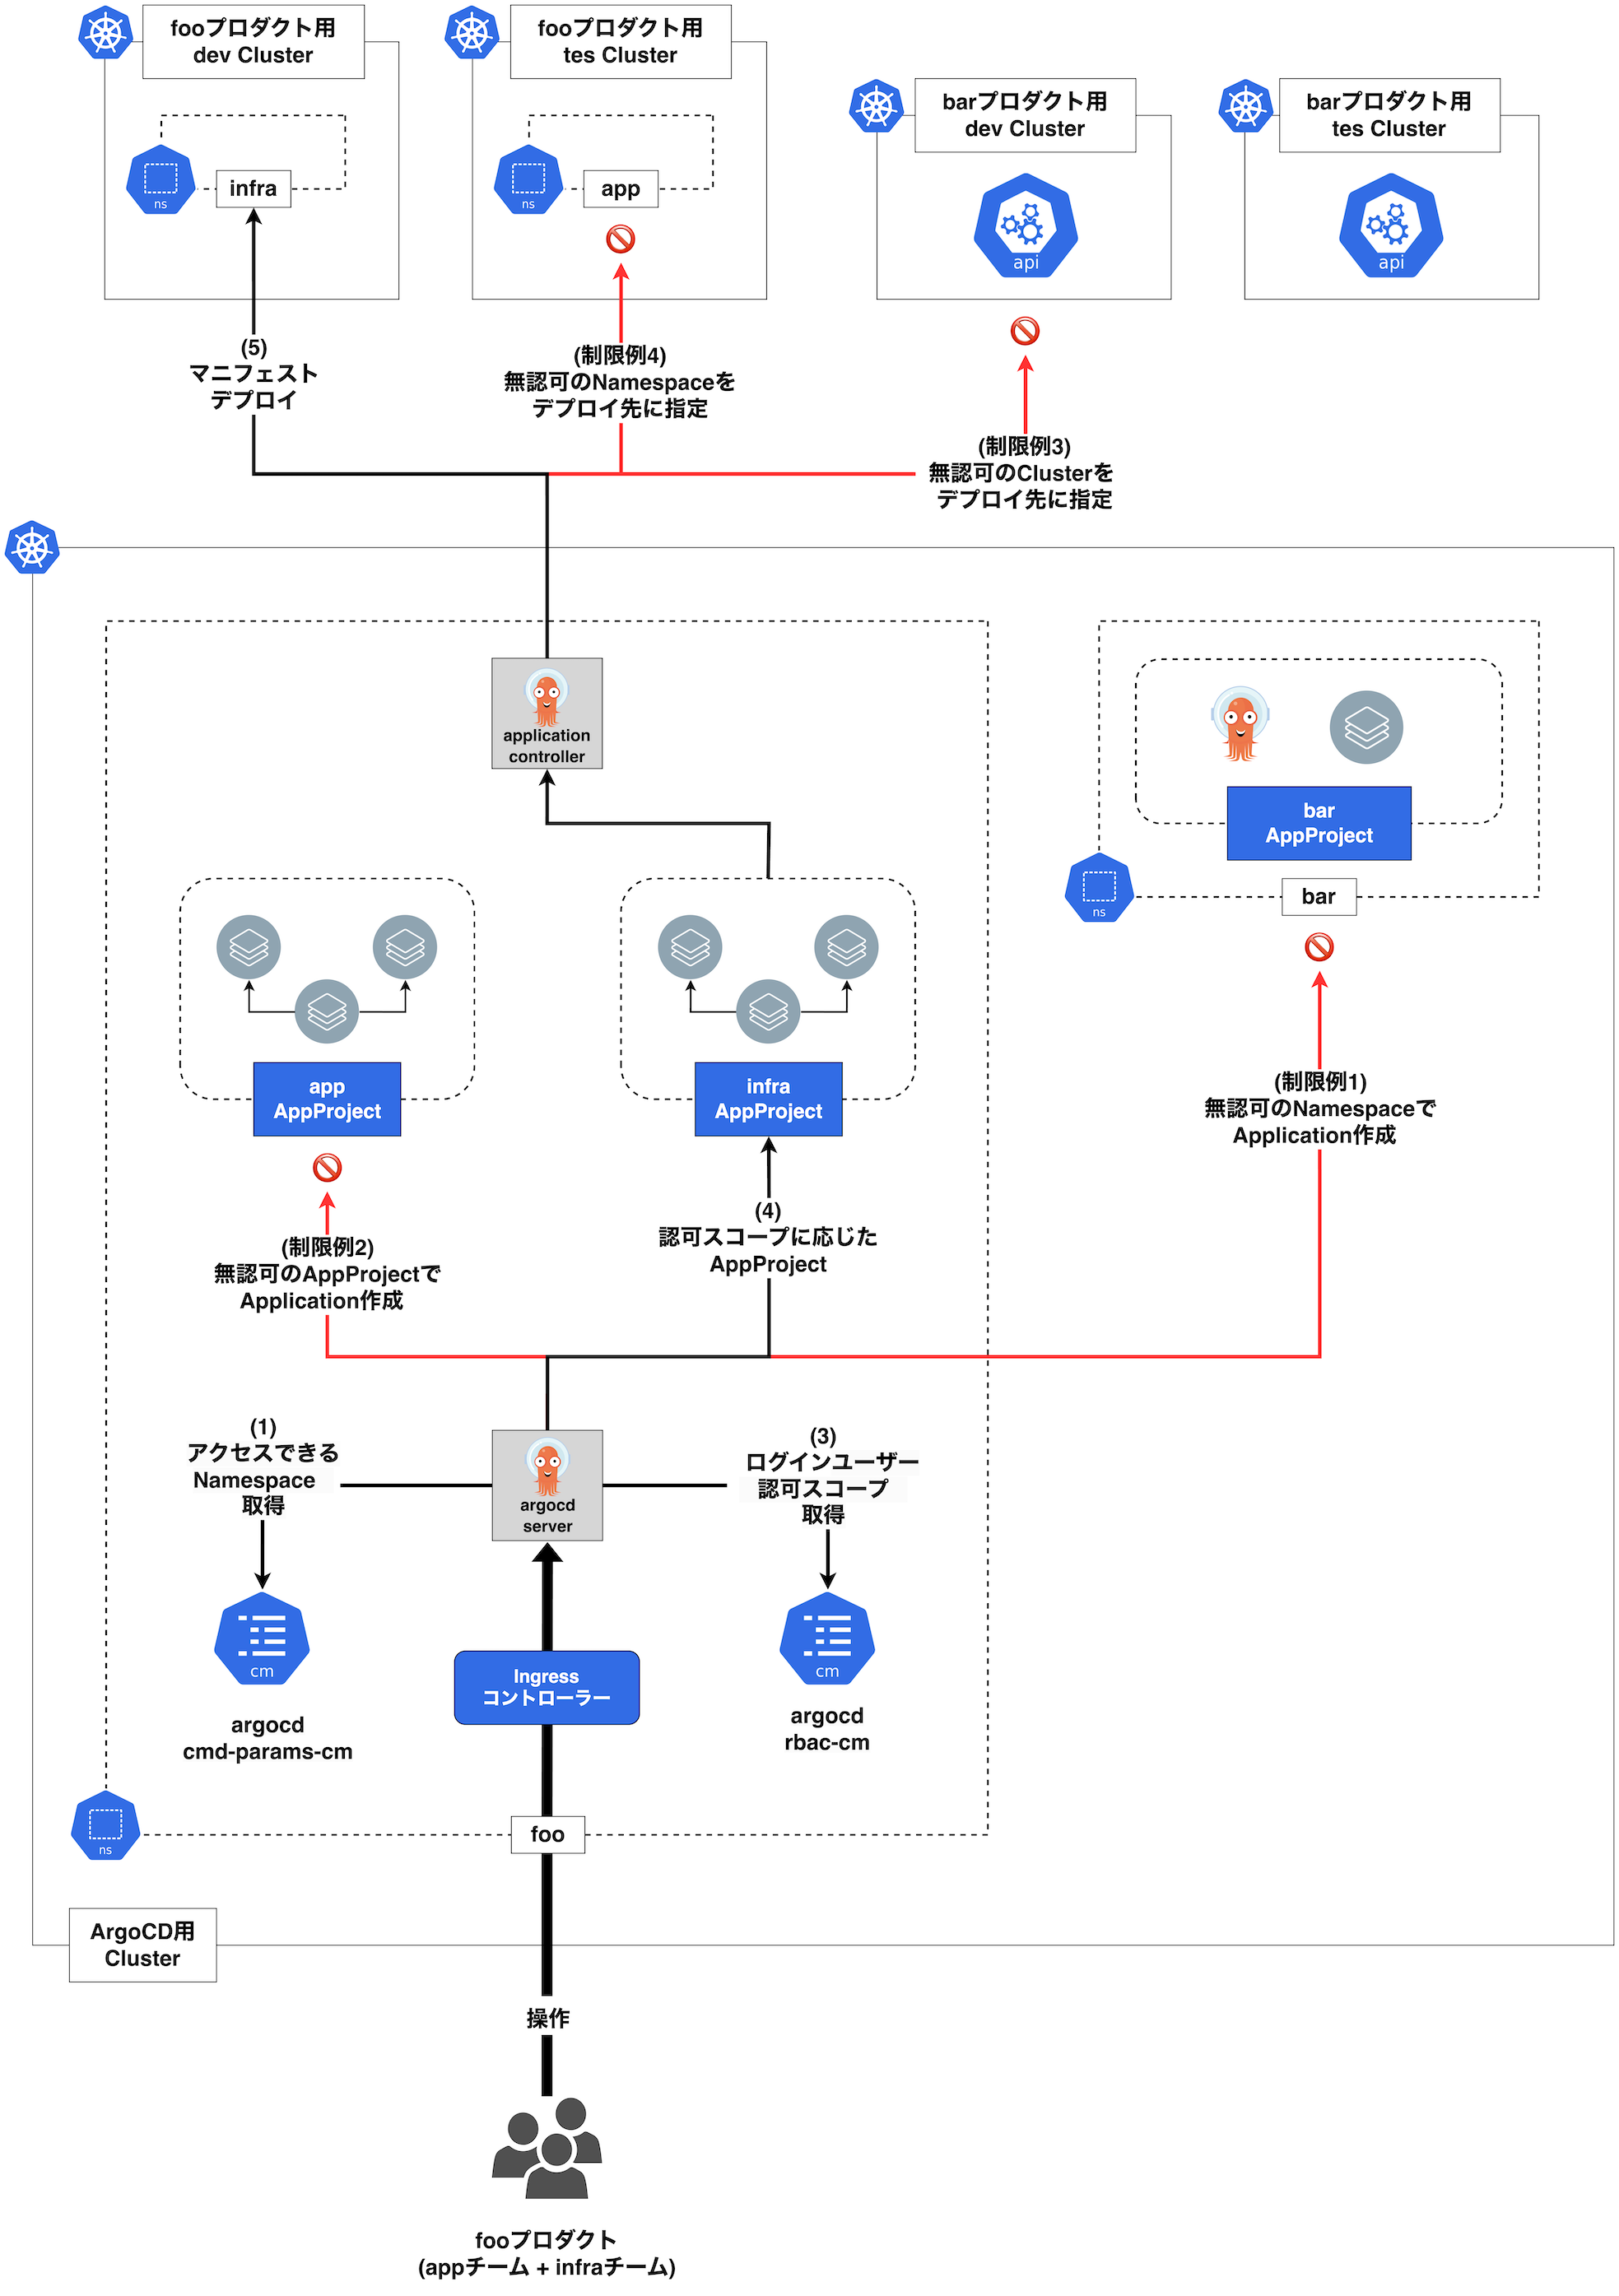 fooプロダクト用
dev Cluster
fooプロダクト用
tes Cluster
barプロダクト用
dev Cluster
barプロダクト用
tes Cluster
ns
infra
ns
app
api
api
(5)
マニフェスト
デプロイ
(制限例4)
無認可のNamespaceを
デプロイ先に指定
(制限例3)
無認可のClusterを
デプロイ先に指定
application
controller
bar
AppProject
ns
bar
app
AppProject
infra
AppProject
(制限例1)
無認可のNamespaceで
Application作成
(制限例2)
無認可のAppProjectで
Application作成
(4)
認可スコープに応じた
AppProject
(1)
アクセスできる
Namespace
取得
argocd
server
(3)
ログインユーザー
認可スコープ
取得
cm
argocd
cmd-params-cm
Ingress
コントローラー
cm
argocd
rbac-cm
ns
foo
ArgoCD用
Cluster
操作
fooプロダクト
(appチーム + infraチーム)